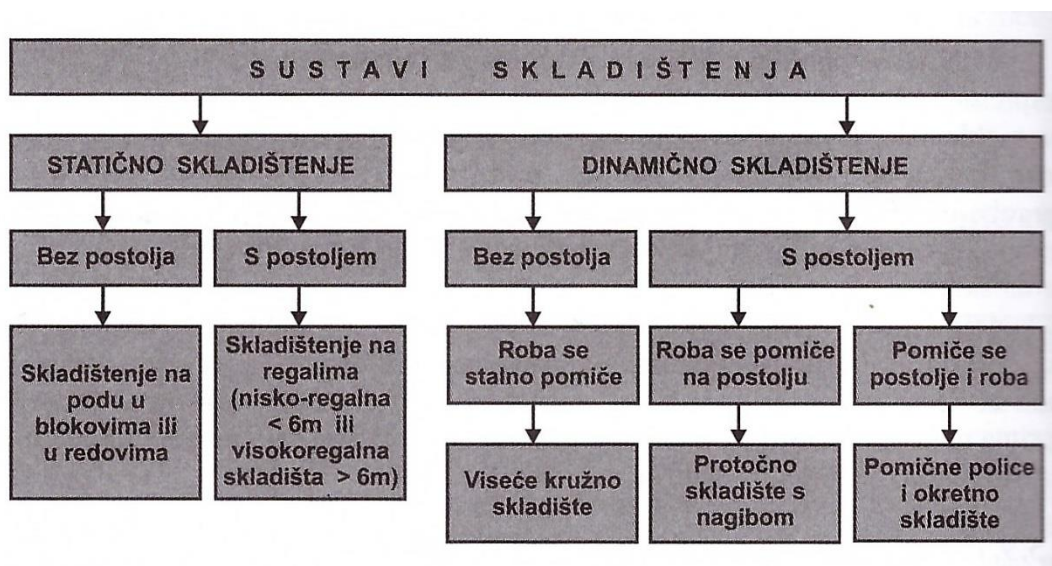 SUSTAVI SKLADIŠTENJA
STATIČNO SKLADIŠTENJE
DINAMIČNO SKLADIŠTENJE
Bez postolja
S postoljem
Bez postolja
S postoljem
Skladištenje na
podu u
blokovima ili
u redovima
Skladištenje na
regalima
(nisko-regalna
< 6m ili
visokoregalna
skladišta > 6m)
Roba se
stalno pomiče
Roba se pomiče
na postolju
Pomiče se
postolje i roba
Viseće kružno
skladište
Protočno
skladište s
nagibom
Pomične police
i okretno
skladište